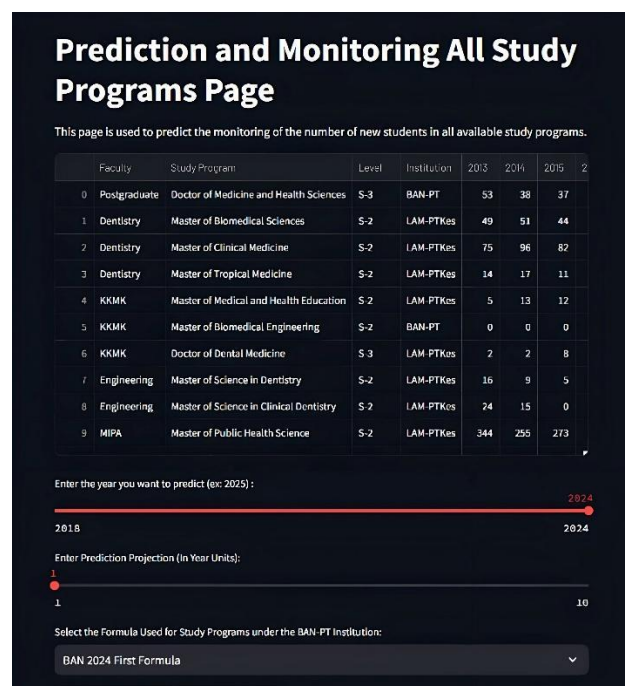 Prediction and Monitoring All Study
Programs Page
This page is used to predict the monitoring of the number of new students in all available study programs.
Faculty Study Program Level Institution 2013 2014 2015 2
0 Postgraduate Doctor of Medicine and Health Sciences S-3 BAN-PT 53 38 37
1 Dentistry Master of Biomedical Sciences S-2 LAM-PTKes 49 51 44
2 Dentistry Master of Clinical Medicine S-2 LAM-PTKes 75 96 82
3 Dentistry Master of Tropical Medicine S-2 LAM-PTKes 14 17 11
4 KKMK Master of Medical and Health Education S-2 LAM-PTKes 5 13 12
5 KKMK Master of Biomedical Engineering S-2 BAN-PT 0 0 0
6 KKMK Doctor of Dental Medicine S-3 LAM-PTKes 2 2 8
7 Engineering Master of Science in Dentistry S-2 LAM-PTKes 16 9 5
8 Engineering Master of Science in Clinical Dentistry S-2 LAM-PTKes 24 15 0
9 MIPA Master of Public Health Science S-2 LAM-PTKes 344 255 273
Enter the year you want to predict (ex: 2025) :
2024
2018 2024
Enter Prediction Projection (In Year Units):
1
1 10
Select the Formula Used for Study Programs under the BAN-PT Institution:
BAN 2024 First Formula